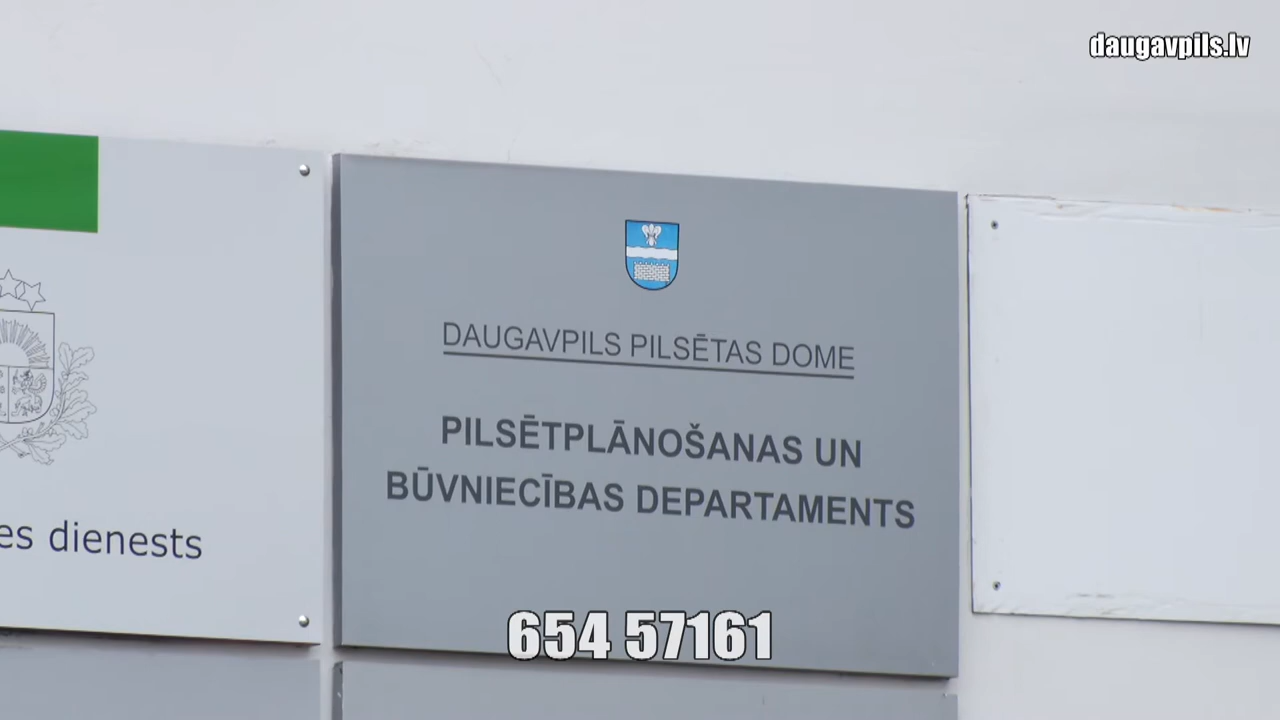 daugavpils.lv
DAUGAVPILS PILSĒTAS DOME
PILSĒTPLĀNOŠANAS UN
BŪVNIECĪBAS DEPARTAMENTS
es dienests
654 57161